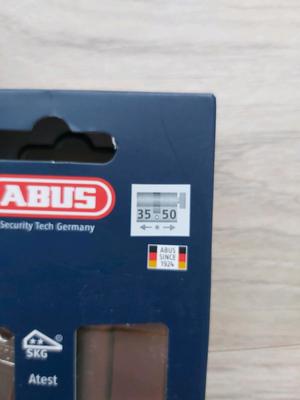 ABUS
Security Tech Germany
35 50
ABUS
SINCE
1924
★★
SKG
Atest